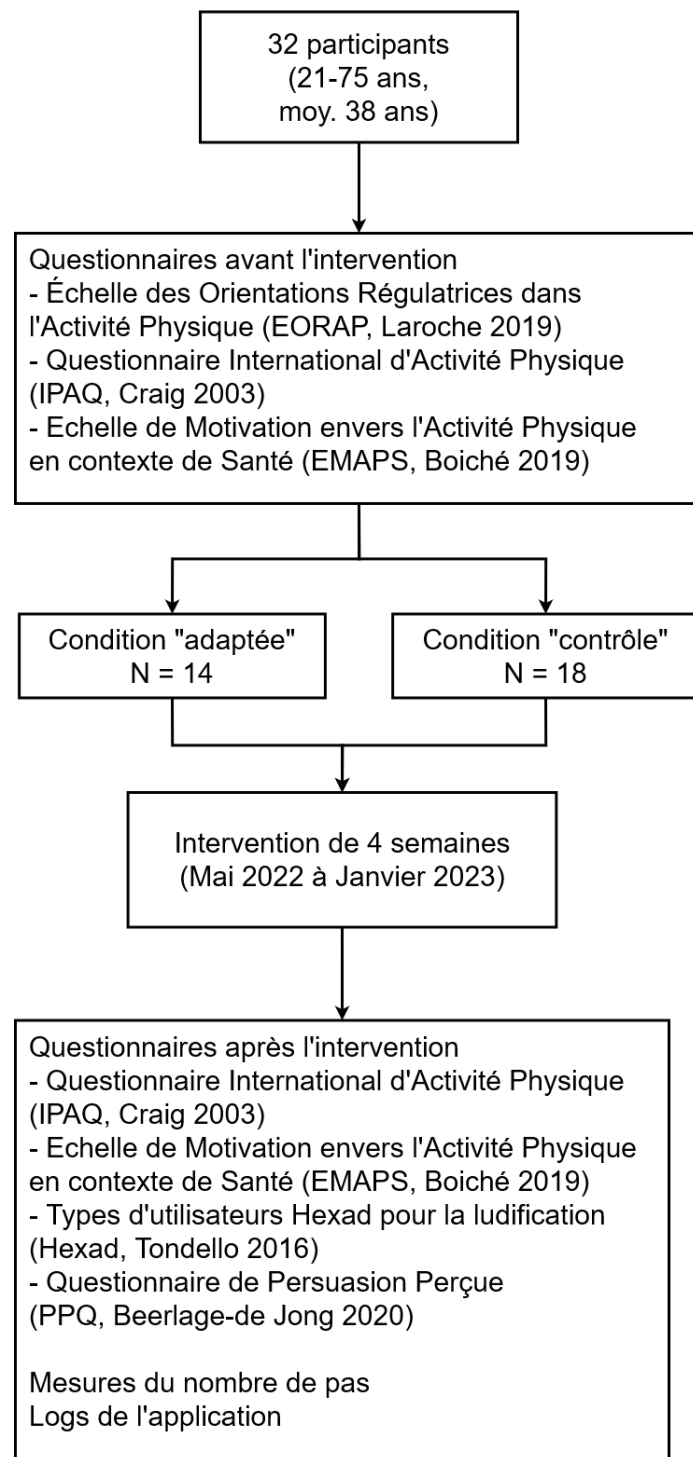 32 participants
(21-75 ans,
moy. 38 ans)
Questionnaires avant l'intervention
- Échelle des Orientations Régulatrices dans
l'Activité Physique (EORAP, Laroche 2019)
- Questionnaire International d'Activité Physique
(IPAQ, Craig 2003)
- Echelle de Motivation envers l'Activité Physique
en contexte de Santé (EMAPS, Boiché 2019)
Condition "adaptée"
N = 14
Condition "contrôle"
N = 18
Intervention de 4 semaines
(Mai 2022 à Janvier 2023)
Questionnaires après l'intervention
- Questionnaire International d'Activité Physique
(IPAQ, Craig 2003)
- Echelle de Motivation envers l'Activité Physique
en contexte de Santé (EMAPS, Boiché 2019)
- Types d'utilisateurs Hexad pour la ludification
(Hexad, Tondello 2016)
- Questionnaire de Persuasion Perçue
(PPQ, Beerlage-de Jong 2020)
Mesures du nombre de pas
Logs de l'application